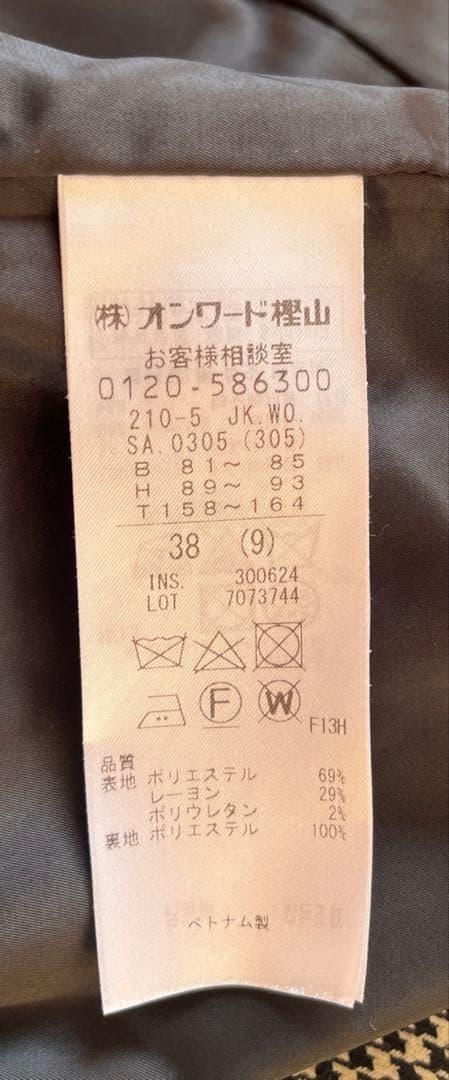 (株)オンワード樫山
お客様相談室
0120-586300
210-5 JK.WO.
SA.0305(305)
B 81～ 85
H 89～ 93
T158～164
38 (9)
INS. 300624
LOT 7073744
F W
F13H
品質
表地 ポリエステル 69%
レーヨン 29%
ポリウレタン 2%
裏地 ポリエステル 100%
ベトナム製